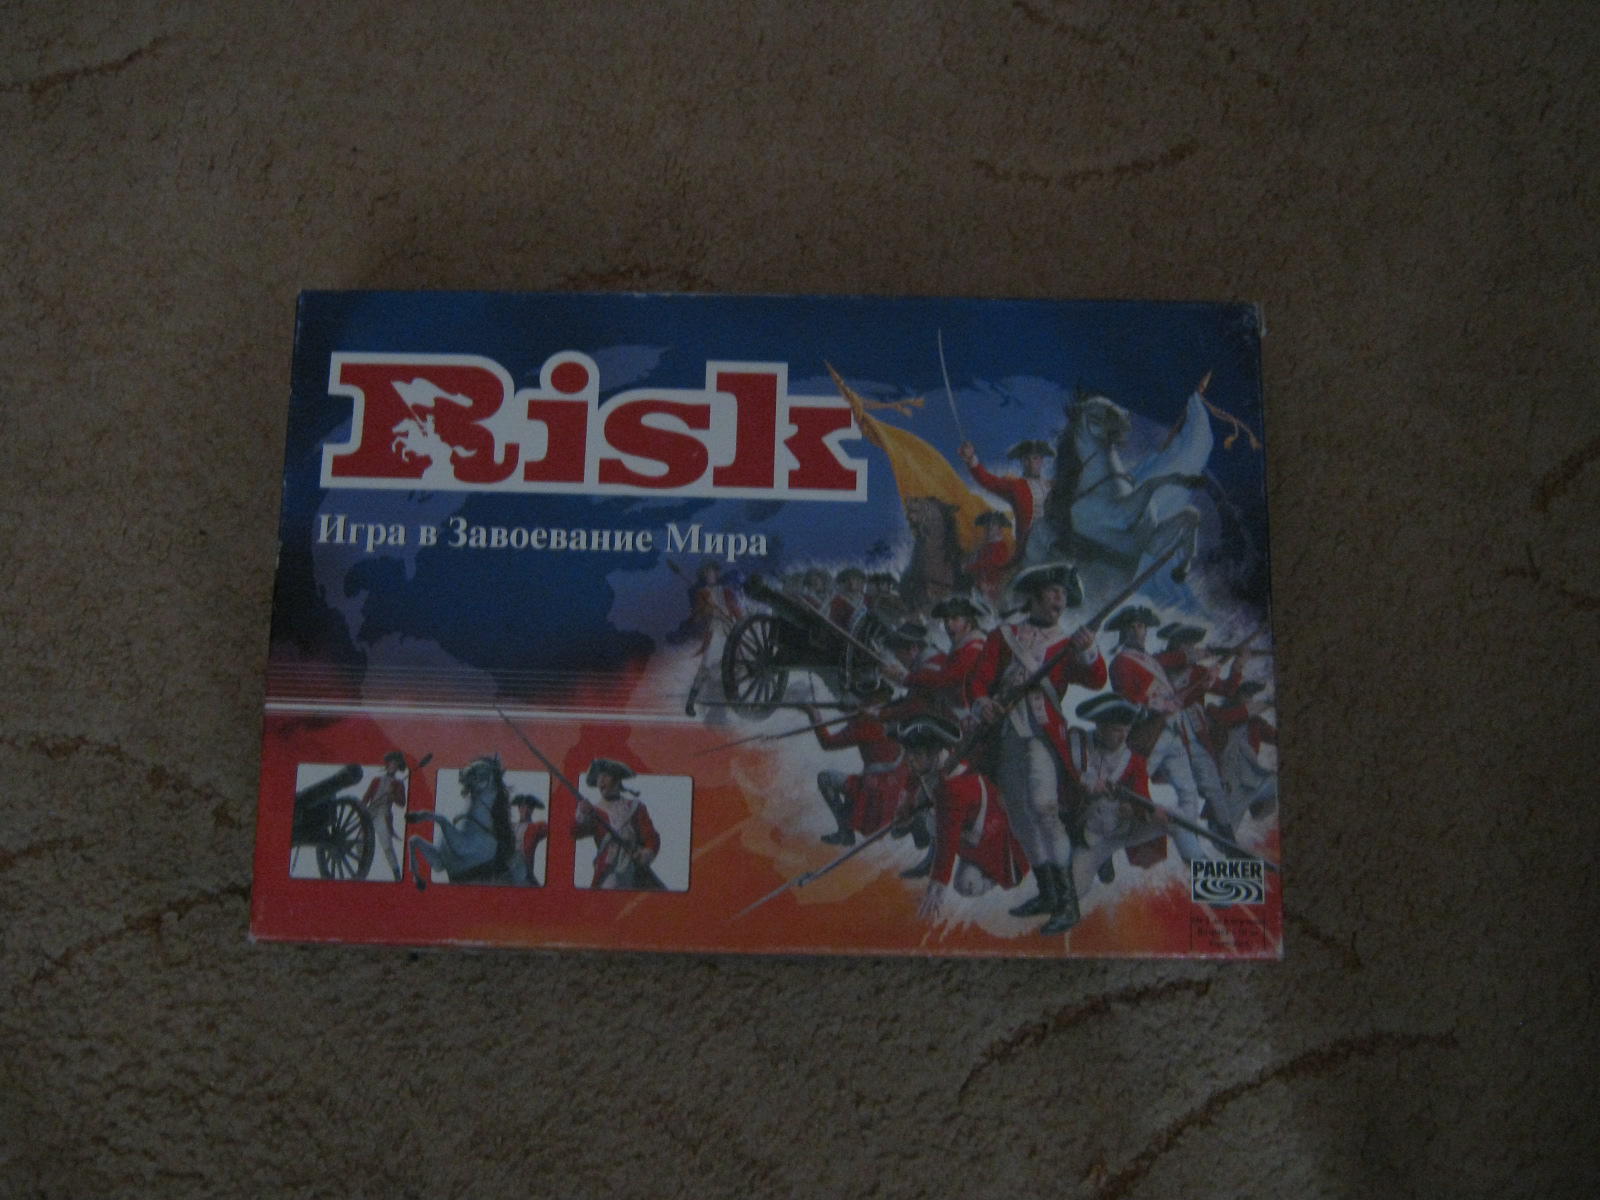 Risk
Игра в Завоевание Мира
PARKER